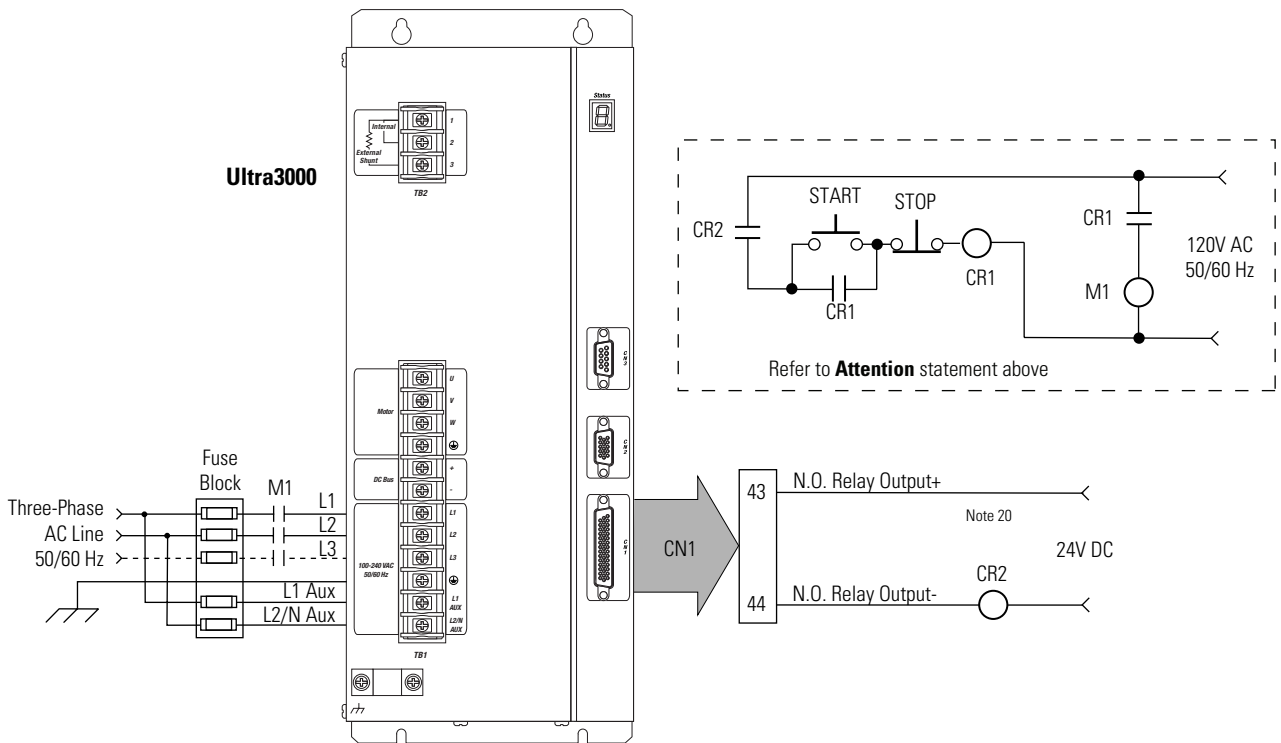 Ultra3000
Status
Internal
External
Shunt
1
2
3
TB2
START
STOP
CR2
CR1
CR1
CR1
M1
120V AC
50/60 Hz
Refer to Attention statement above
CN3
CN2
CN1
Motor
U
V
W
DC Bus
+
-
100-240 VAC
50/60 Hz
L1
L2
L3
L1
AUX
L2/N
AUX
TB1
Fuse
Block
M1
L1
L2
L3
L1 Aux
L2/N Aux
Three-Phase
AC Line
50/60 Hz
CN1
43
N.O. Relay Output+
Note 20
24V DC
CR2
44
N.O. Relay Output-